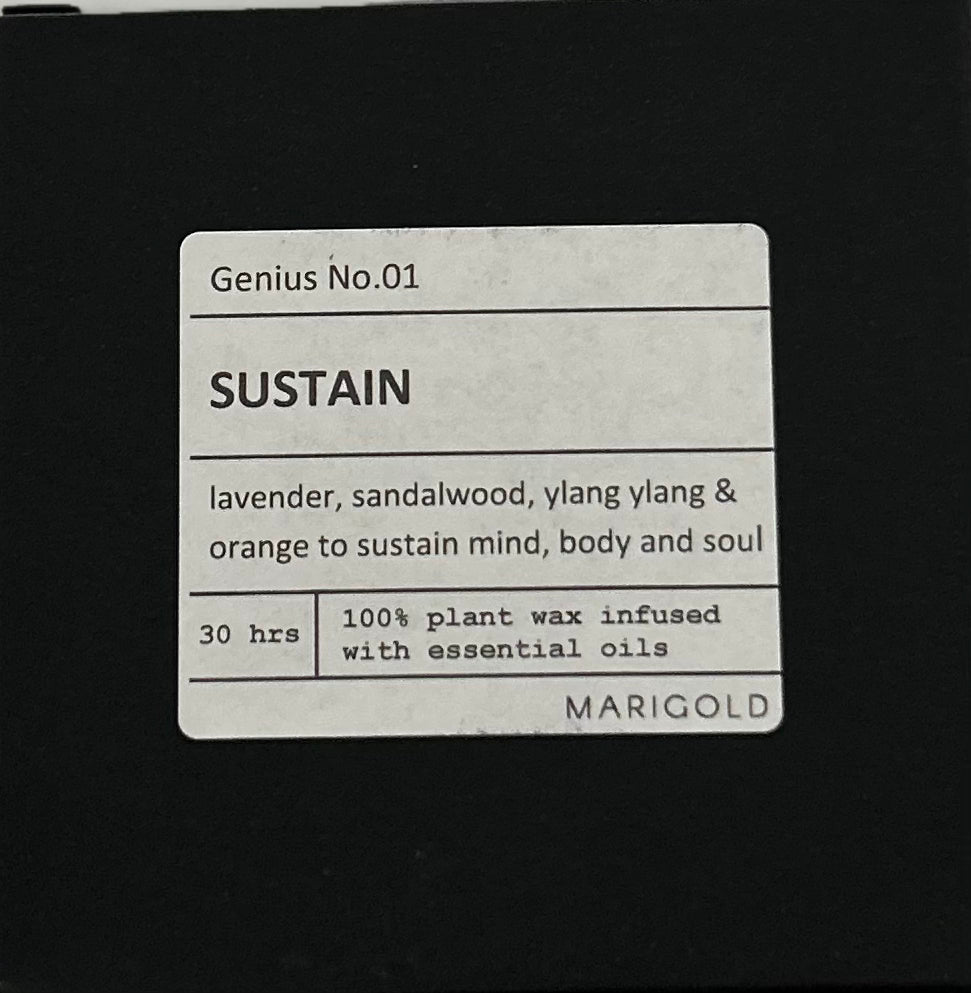 Genius No.01
SUSTAIN
lavender, sandalwood, ylang ylang &
orange to sustain mind, body and soul
30 hrs
100% plant wax infused
with essential oils
MARIGOLD